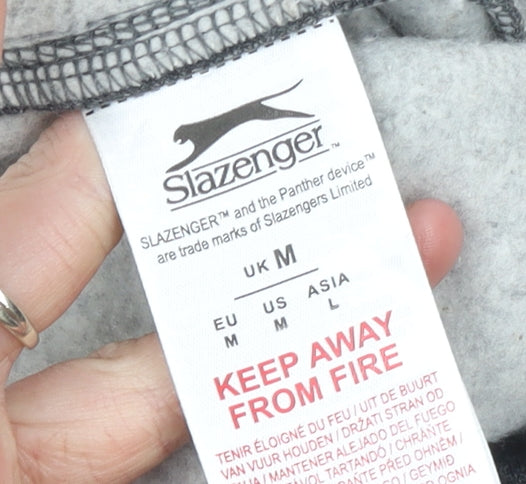 Slazenger™
SLAZENGER™ and the Panther device™
are trade marks of Slazengers Limited
UK M
EU US ASIA
M M L
KEEP AWAY
FROM FIRE
TENIR ÉLOIGNÉ DU FEU / UIT DE BUURT
VAN VUUR HOUDEN / DRŽATI STRAN OD
/ MANTENER ALEJADO DEL FUEGO
TARTANDÓ / CHRÁNTE
PŘED OHNĚM /
OGNIA